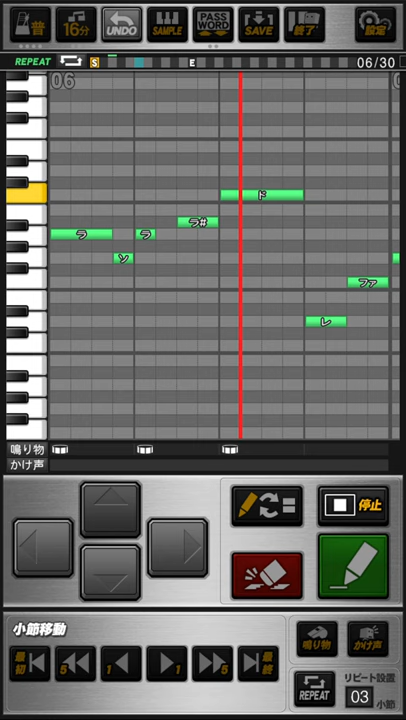 普 16分 UNDO SAMPLE PASS WORD SAVE 終了 設定
REPEAT S E 06/30
06
ド
ラ#
ラ ラ
ソ
ファ
レ
鳴り物
かけ声
停止
小節移動
最初 5 1 1 5 最終
鳴り物 かけ声
REPEAT リピート設置 03 小節